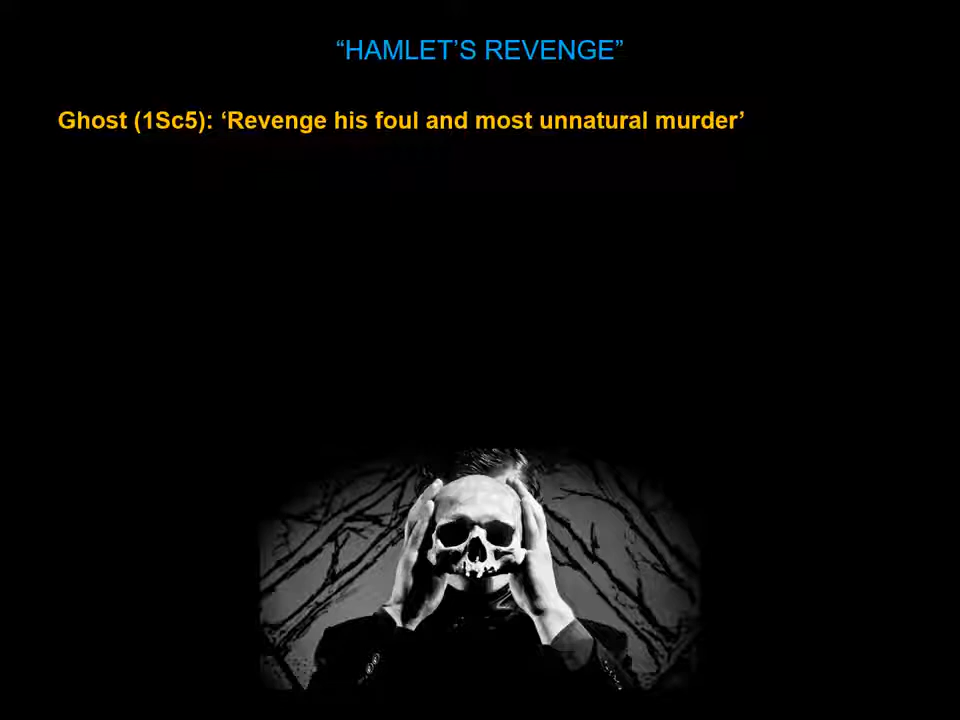 “HAMLET’S REVENGE”
Ghost (1Sc5): ‘Revenge his foul and most unnatural murder’